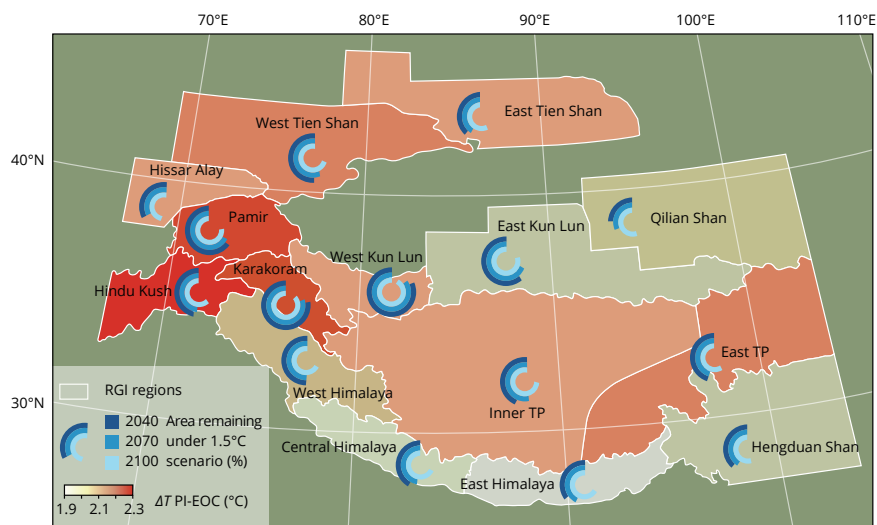 70°E 80°E 90°E 100°E 110°E
40°N
30°N
East Tien Shan
West Tien Shan
Hissar Alay
Pamir
Qilian Shan
East Kun Lun
West Kun Lun
Karakoram
Hindu Kush
East TP
West Himalaya
Inner TP
Central Himalaya
Hengduan Shan
East Himalaya
RGI regions
2040 Area remaining
2070 under 1.5°C
2100 scenario (%)
1.9 2.1 2.3
ΔT PI-EOC (°C)